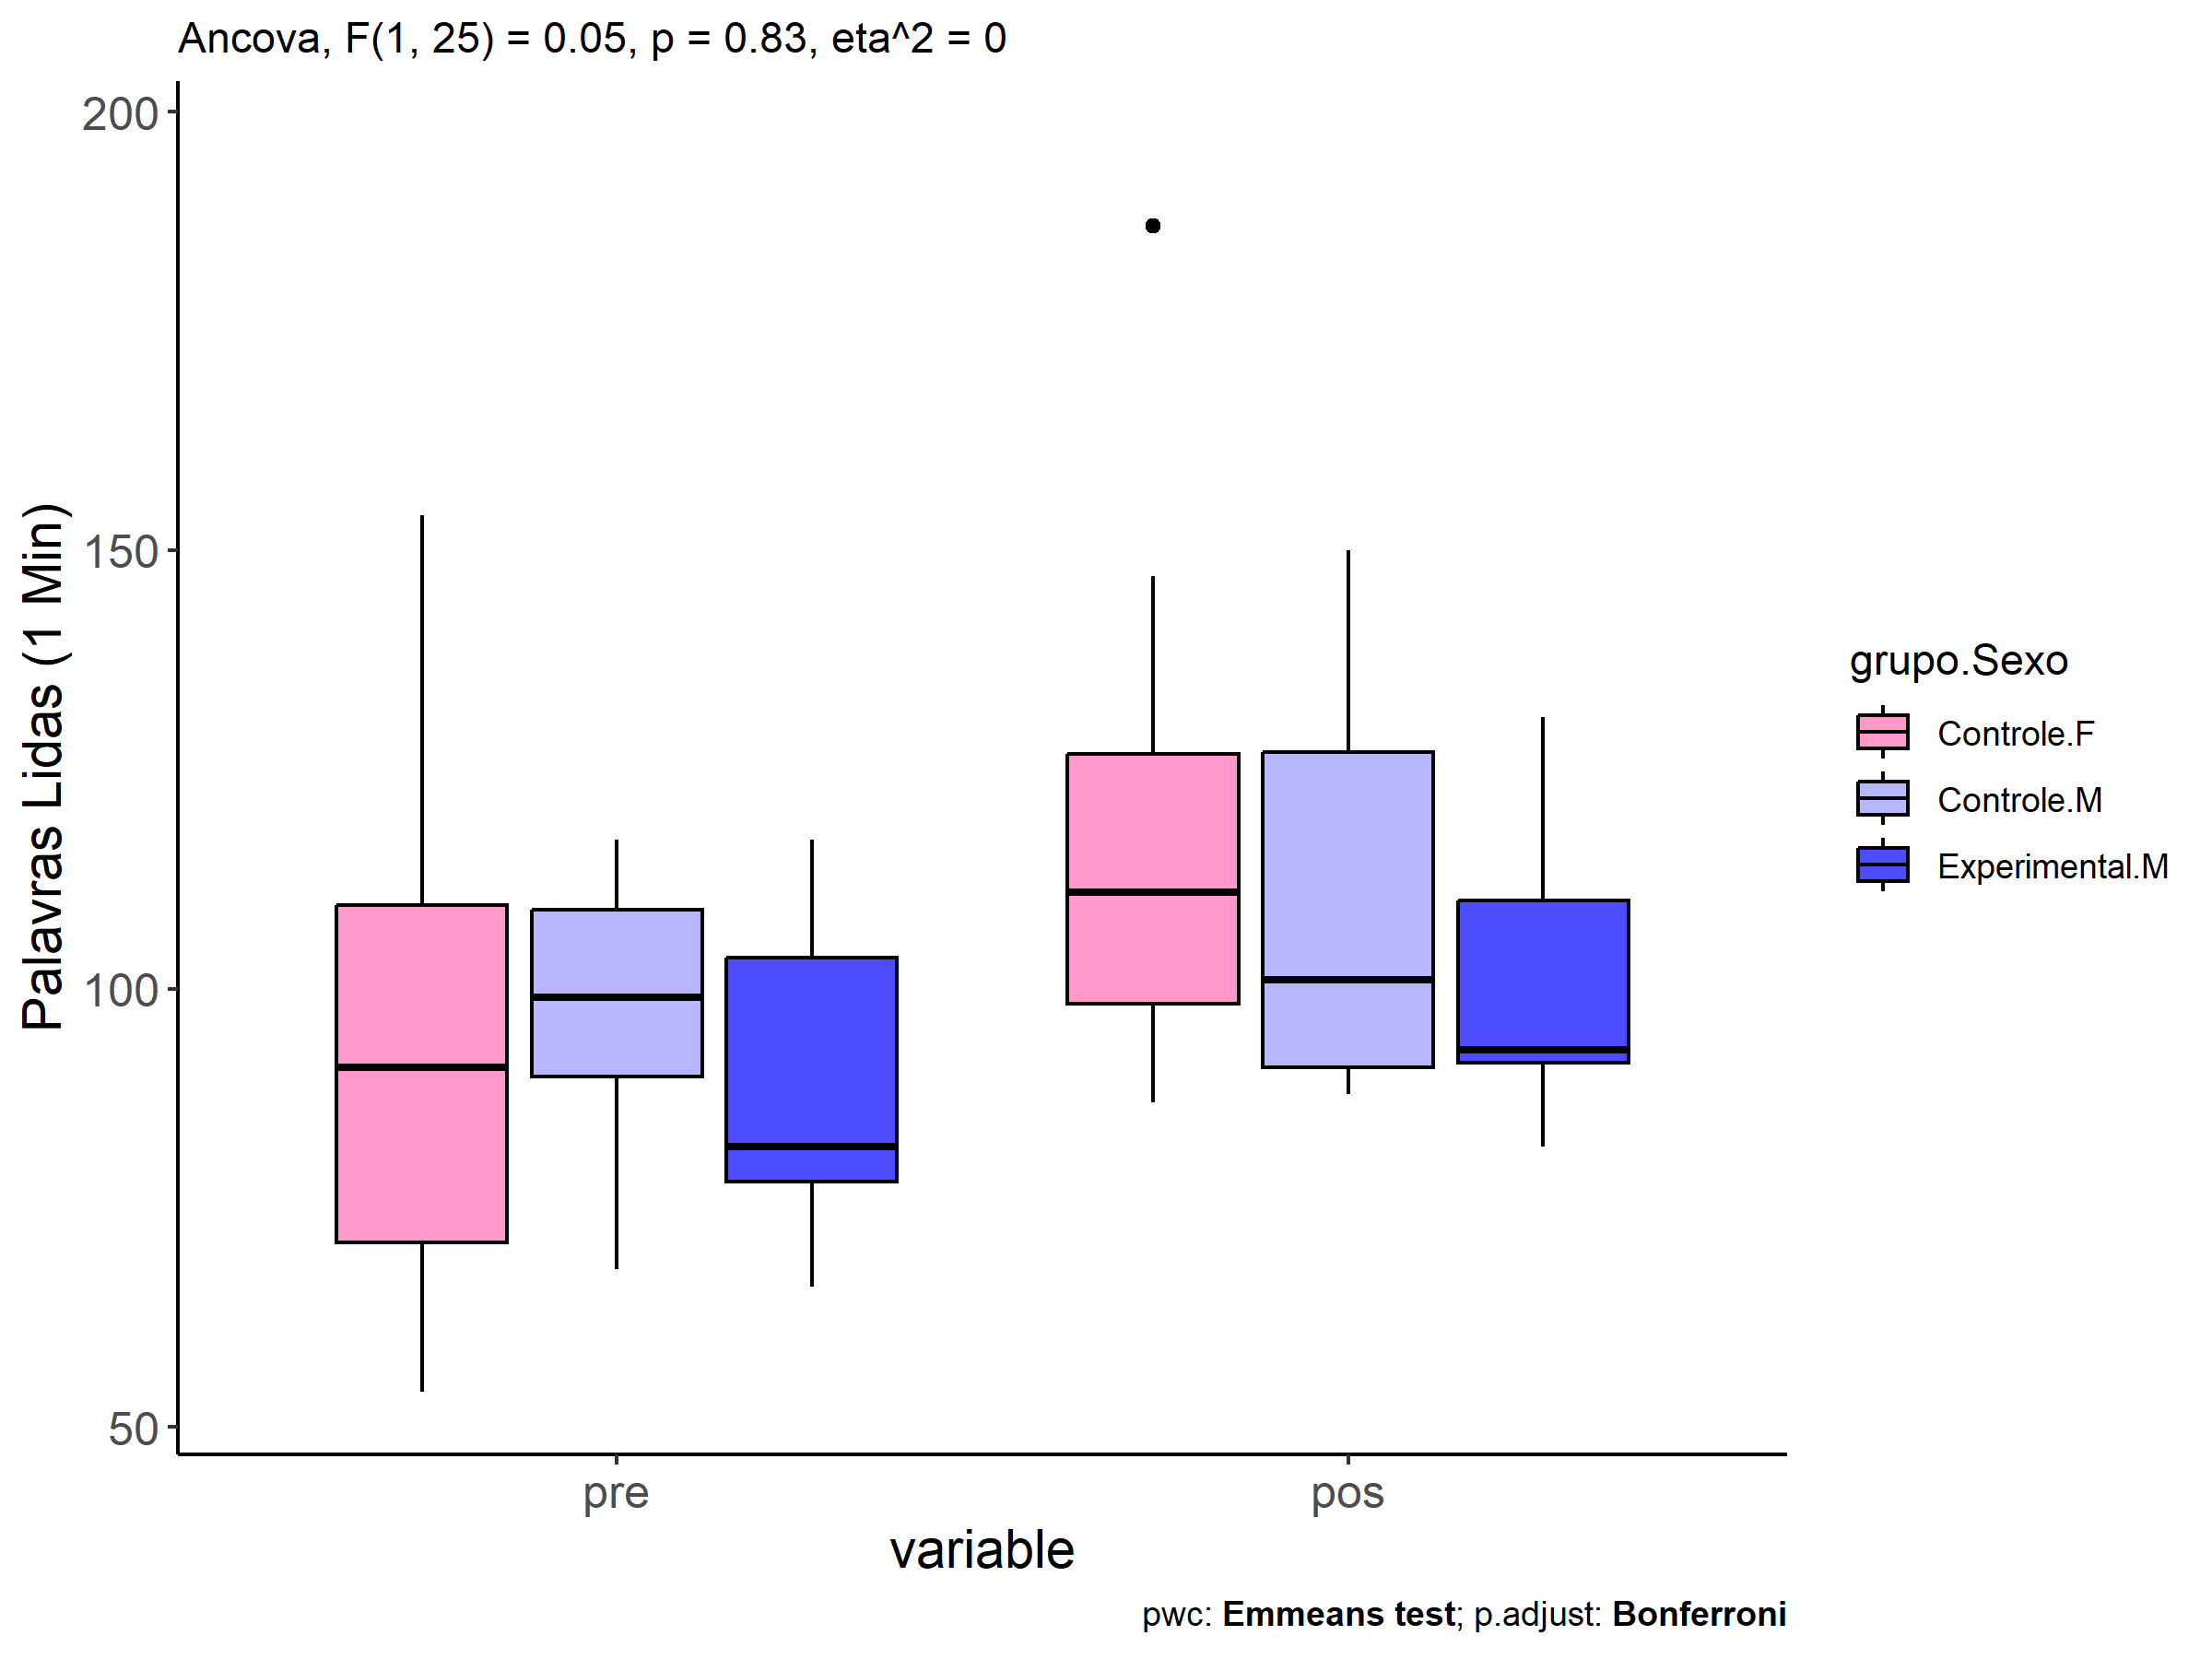 Ancova, F(1, 25) = 0.05, p = 0.83, eta^2 = 0
Palavras Lidas (1 Min)
200
150
100
50
pre
pos
variable
grupo.Sexo
Controle.F
Controle.M
Experimental.M
pwc: Emmeans test; p.adjust: Bonferroni